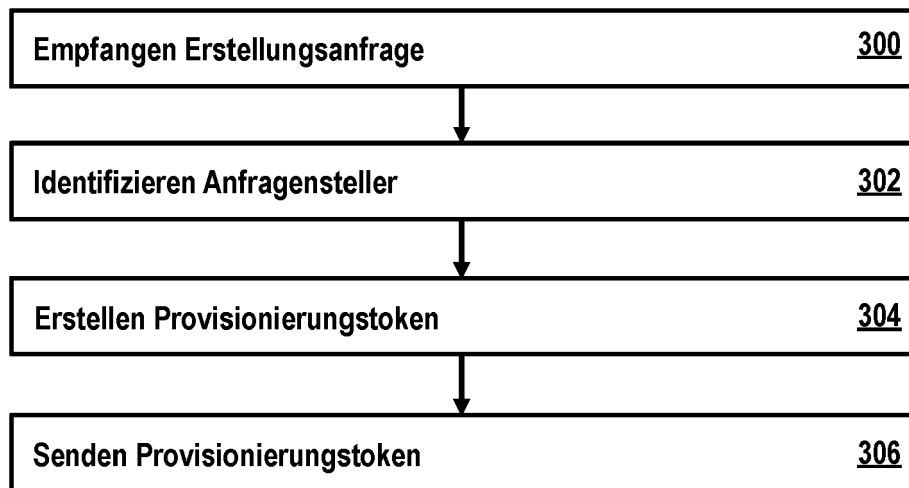 Empfangen Erstellungsanfrage 300
Identifizieren Anfragensteller 302
Erstellen Provisionierungstoken 304
Senden Provisionierungstoken 306